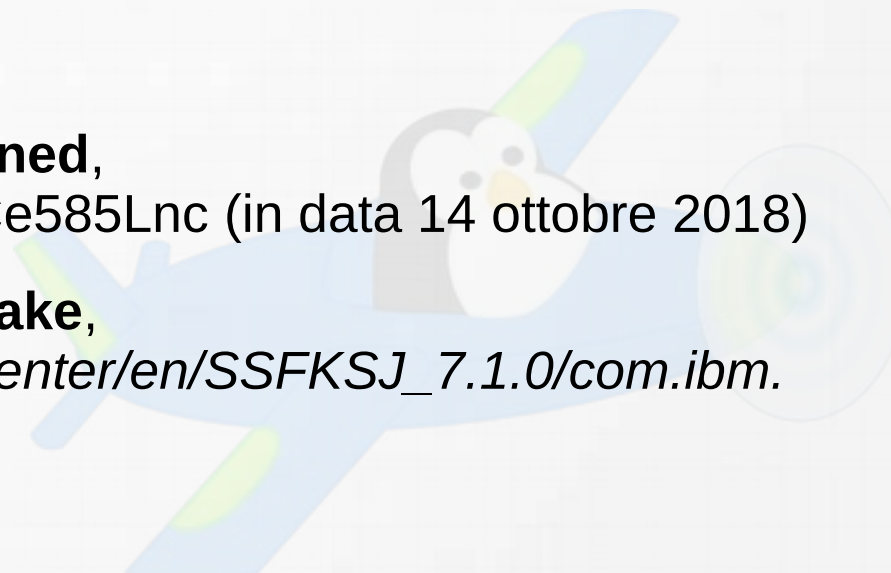 ned,
e585Lnc (in data 14 ottobre 2018)
ake,
enter/en/SSFKSJ_7.1.0/com.ibm.